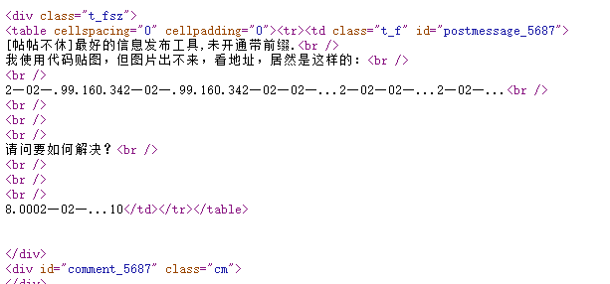 <div class="t_fsz">
<table cellspacing="0" cellpadding="0"><tr><td class="t_f" id="postmessage_5687">
[帖帖不休]最好的信息发布工具,未开通带前缀.<br />
我使用代码贴图，但图片出不来，看地址，居然是这样的：<br />
<br />
2—02—.99.160.342—02—.99.160.342—02—...2—02—02—...2—02—...<br />
<br />
<br />
<br />
请问要如何解决？<br />
<br />
<br />
<br />
8.0002—02—...10</td></tr></table>
</div>
<div id="comment_5687" class="cm">
</div>